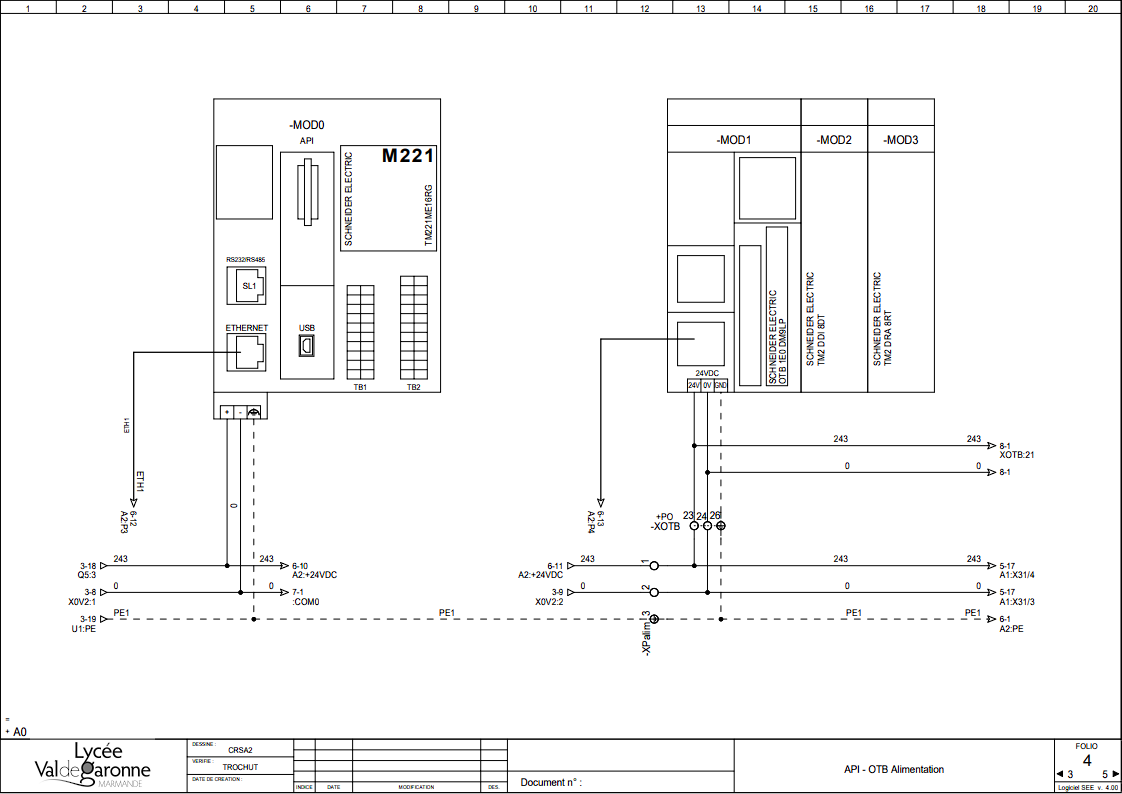 1 2 3 4 5 6 7 8 9 10 11 12 13 14 15 16 17 18 19 20
-MOD0
API
M221
SCHNEIDER ELECTRIC
TM221ME16RG
RS232/RS485
SL1
ETHERNET
USB
TB1
TB2
+ -
ETH1
ETH1
6-12
A2:P3
0
3-18
Q5:3
243
243
6-10
A2:+24VDC
3-8
X0V2:1
0
0
7-1
:COM0
3-19
U1:PE
PE1
PE1
-MOD1
-MOD2
-MOD3
SCHNEIDER ELECTRIC
OTB 1E0 DM9LP
SCHNEIDER ELECTRIC
TM2 DDI 8DT
SCHNEIDER ELECTRIC
TM2 DRA 8RT
24VDC
24V 0V GND
6-13
A2:P4
243
243
8-1
XOTB:21
0
0
8-1
+PO
-XOTB
23 24 26
6-11
A2:+24VDC
243
1
243
243
5-17
A1:X31/4
3-9
X0V2:2
0
2
0
0
5-17
A1:X31/3
3
-XPalim
PE1
PE1
6-1
A2:PE
=
+ A0
Lycée
Val de garonne
MARMANDE
DESSINE :
CRSA2
VERIFIE :
TROCHUT
DATE DE CREATION :
INDICE DATE MODIFICATION DES.
Document n° :
API - OTB Alimentation
FOLIO
4
3 5
Logiciel SEE v. 4.00